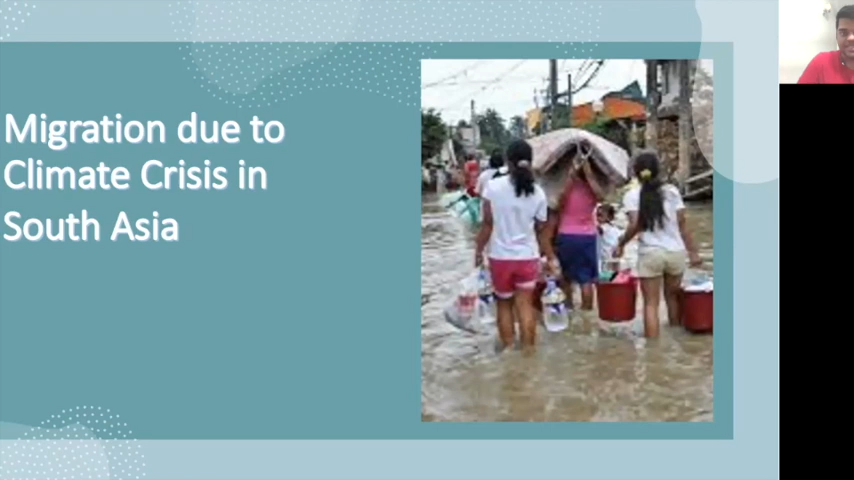 Migration due to
Climate Crisis in
South Asia